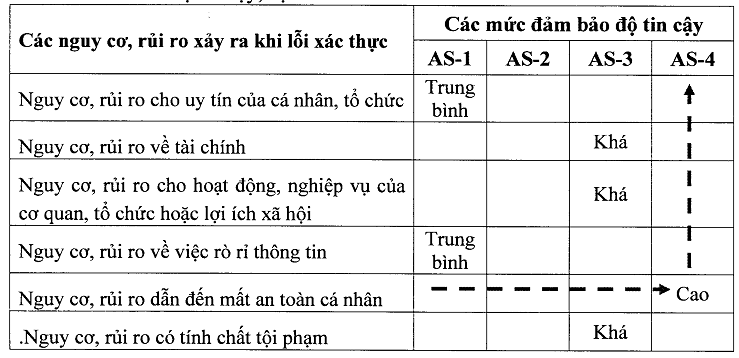 Các nguy cơ, rủi ro xảy ra khi lỗi xác thực
Các mức đảm bảo độ tin cậy
AS-1 AS-2 AS-3 AS-4
Nguy cơ, rủi ro cho uy tín của cá nhân, tổ chức
Trung
bình
Nguy cơ, rủi ro về tài chính
Khá
Nguy cơ, rủi ro cho hoạt động, nghiệp vụ của
cơ quan, tổ chức hoặc lợi ích xã hội
Khá
Nguy cơ, rủi ro về việc rò rỉ thông tin
Trung
bình
Nguy cơ, rủi ro dẫn đến mất an toàn cá nhân
Cao
.Nguy cơ, rủi ro có tính chất tội phạm
Khá